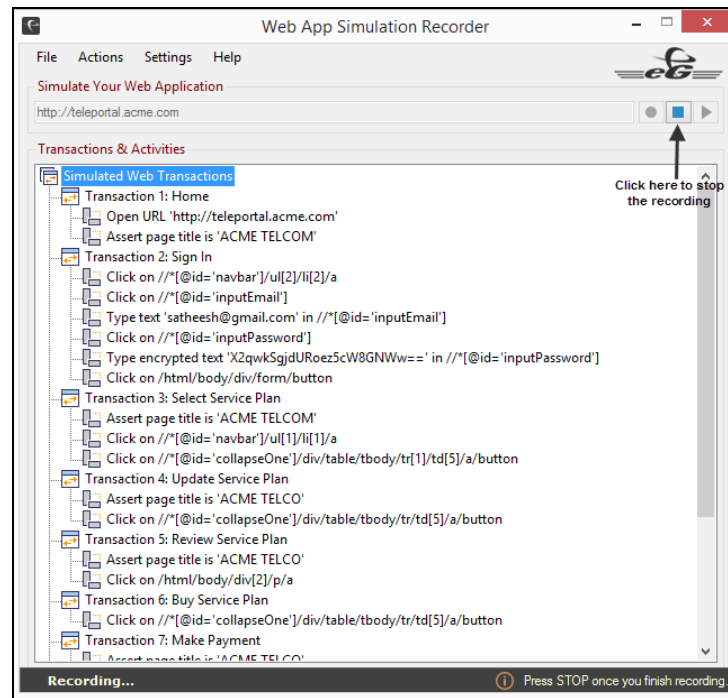 Web App Simulation Recorder
File Actions Settings Help
eG
Simulate Your Web Application
http://teleportal.acme.com
Transactions & Activities
Click here to stop
the recording
Simulated Web Transactions
Transaction 1: Home
Open URL 'http://teleportal.acme.com'
Assert page title is 'ACME TELCOM'
Transaction 2: Sign In
Click on //*[@id='navbar']/ul[2]/li[2]/a
Click on //*[@id='inputEmail']
Type text 'satheesh@gmail.com' in //*[@id='inputEmail']
Click on //*[@id='inputPassword']
Type encrypted text 'X2qwkSgjdURoez5cW8GNWw==' in //*[@id='inputPassword']
Click on /html/body/div/form/button
Transaction 3: Select Service Plan
Assert page title is 'ACME TELCOM'
Click on //*[@id='navbar']/ul[1]/li[1]/a
Click on //*[@id='collapseOne']/div/table/tbody/tr[1]/td[5]/a/button
Transaction 4: Update Service Plan
Assert page title is 'ACME TELCO'
Click on //*[@id='collapseOne']/div/table/tbody/tr/td[5]/a/button
Transaction 5: Review Service Plan
Assert page title is 'ACME TELCO'
Click on /html/body/div[2]/p/a
Transaction 6: Buy Service Plan
Click on //*[@id='collapseOne']/div/table/tbody/tr/td[5]/a/button
Transaction 7: Make Payment
Assert page title is 'ACME TELCO'
Recording...
Press STOP once you finish recording.